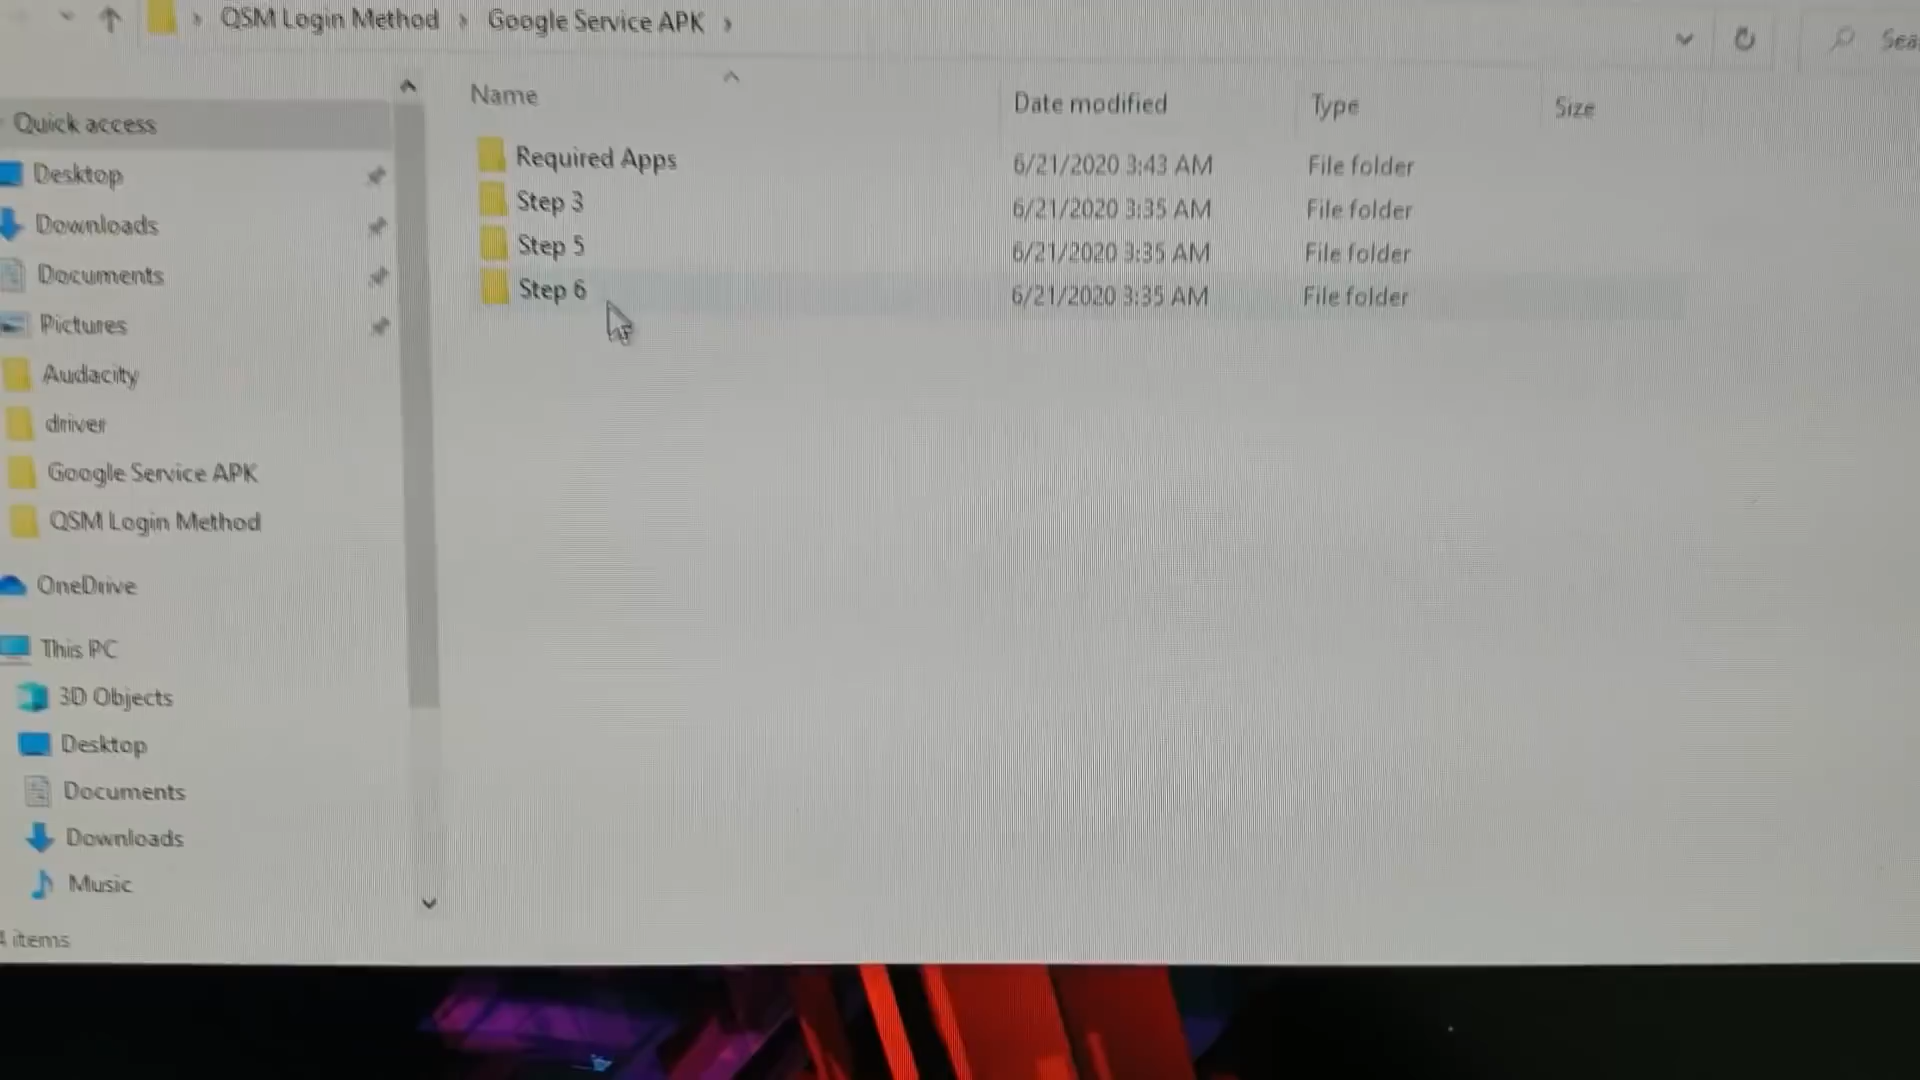 QSM Login Method › Google Service APK ›
Name Date modified Type Size
Quick access
Desktop
Downloads
Documents
Pictures
Audacity
driver
Google Service APK
QSM Login Method
OneDrive
This PC
3D Objects
Desktop
Documents
Downloads
Music
4 items
Required Apps 6/21/2020 3:43 AM File folder
Step 3 6/21/2020 3:35 AM File folder
Step 5 6/21/2020 3:35 AM File folder
Step 6 6/21/2020 3:35 AM File folder